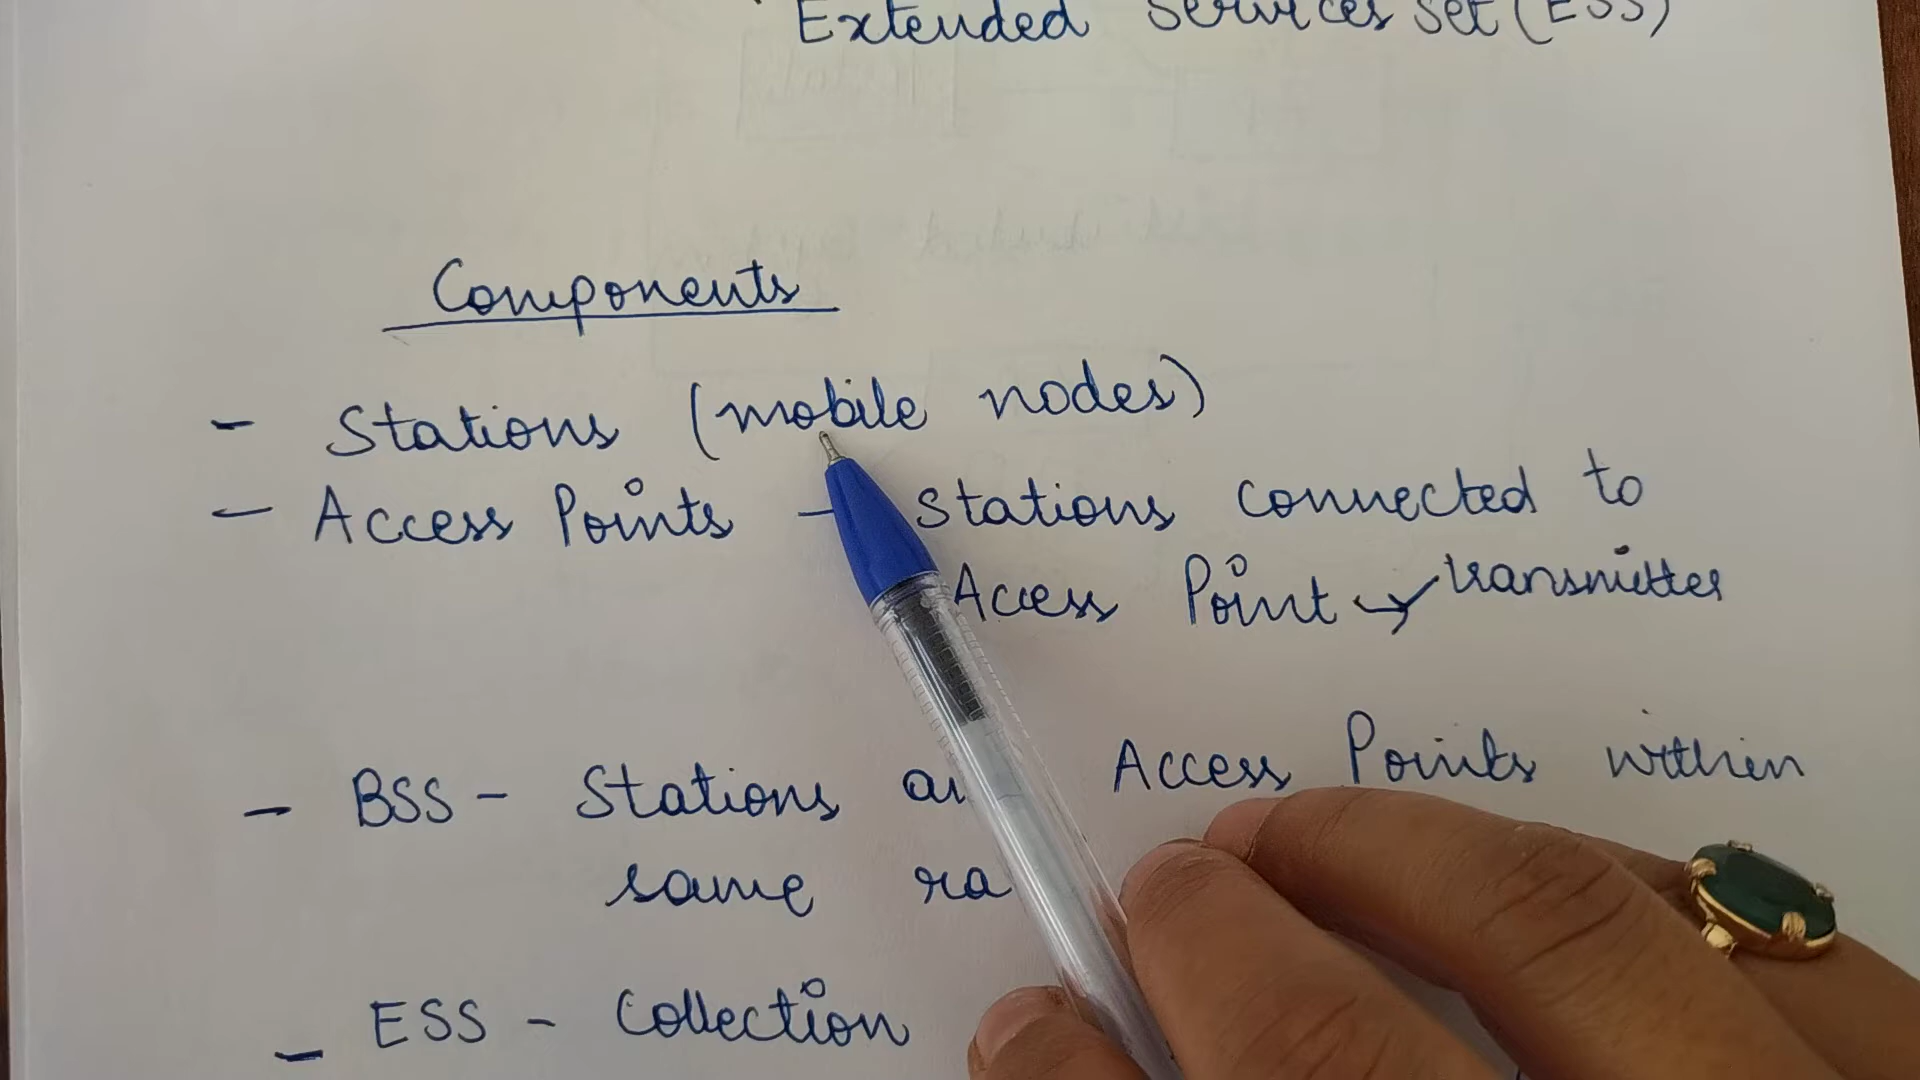 Extended Services Set (ESS)
Components
- Stations (mobile nodes)
- Access Points - Stations connected to
Access Point → transmitter
- BSS - Stations Access Points within
same
- ESS - Collection